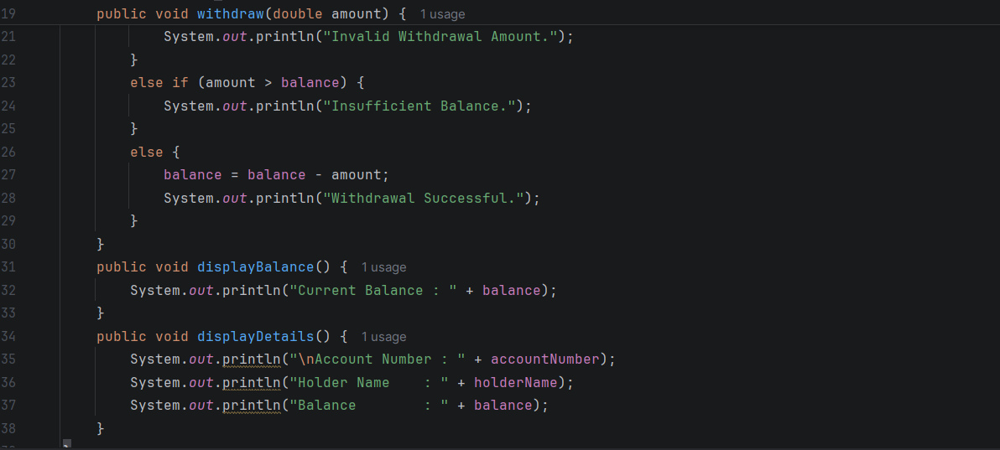 19 public void withdraw(double amount) { 1 usage
21 System.out.println("Invalid Withdrawal Amount.");
22 }
23 else if (amount > balance) {
24 System.out.println("Insufficient Balance.");
25 }
26 else {
27 balance = balance - amount;
28 System.out.println("Withdrawal Successful.");
29 }
30 }
31 public void displayBalance() { 1 usage
32 System.out.println("Current Balance : " + balance);
33 }
34 public void displayDetails() { 1 usage
35 System.out.println("\nAccount Number : " + accountNumber);
36 System.out.println("Holder Name    : " + holderName);
37 System.out.println("Balance        : " + balance);
38 }